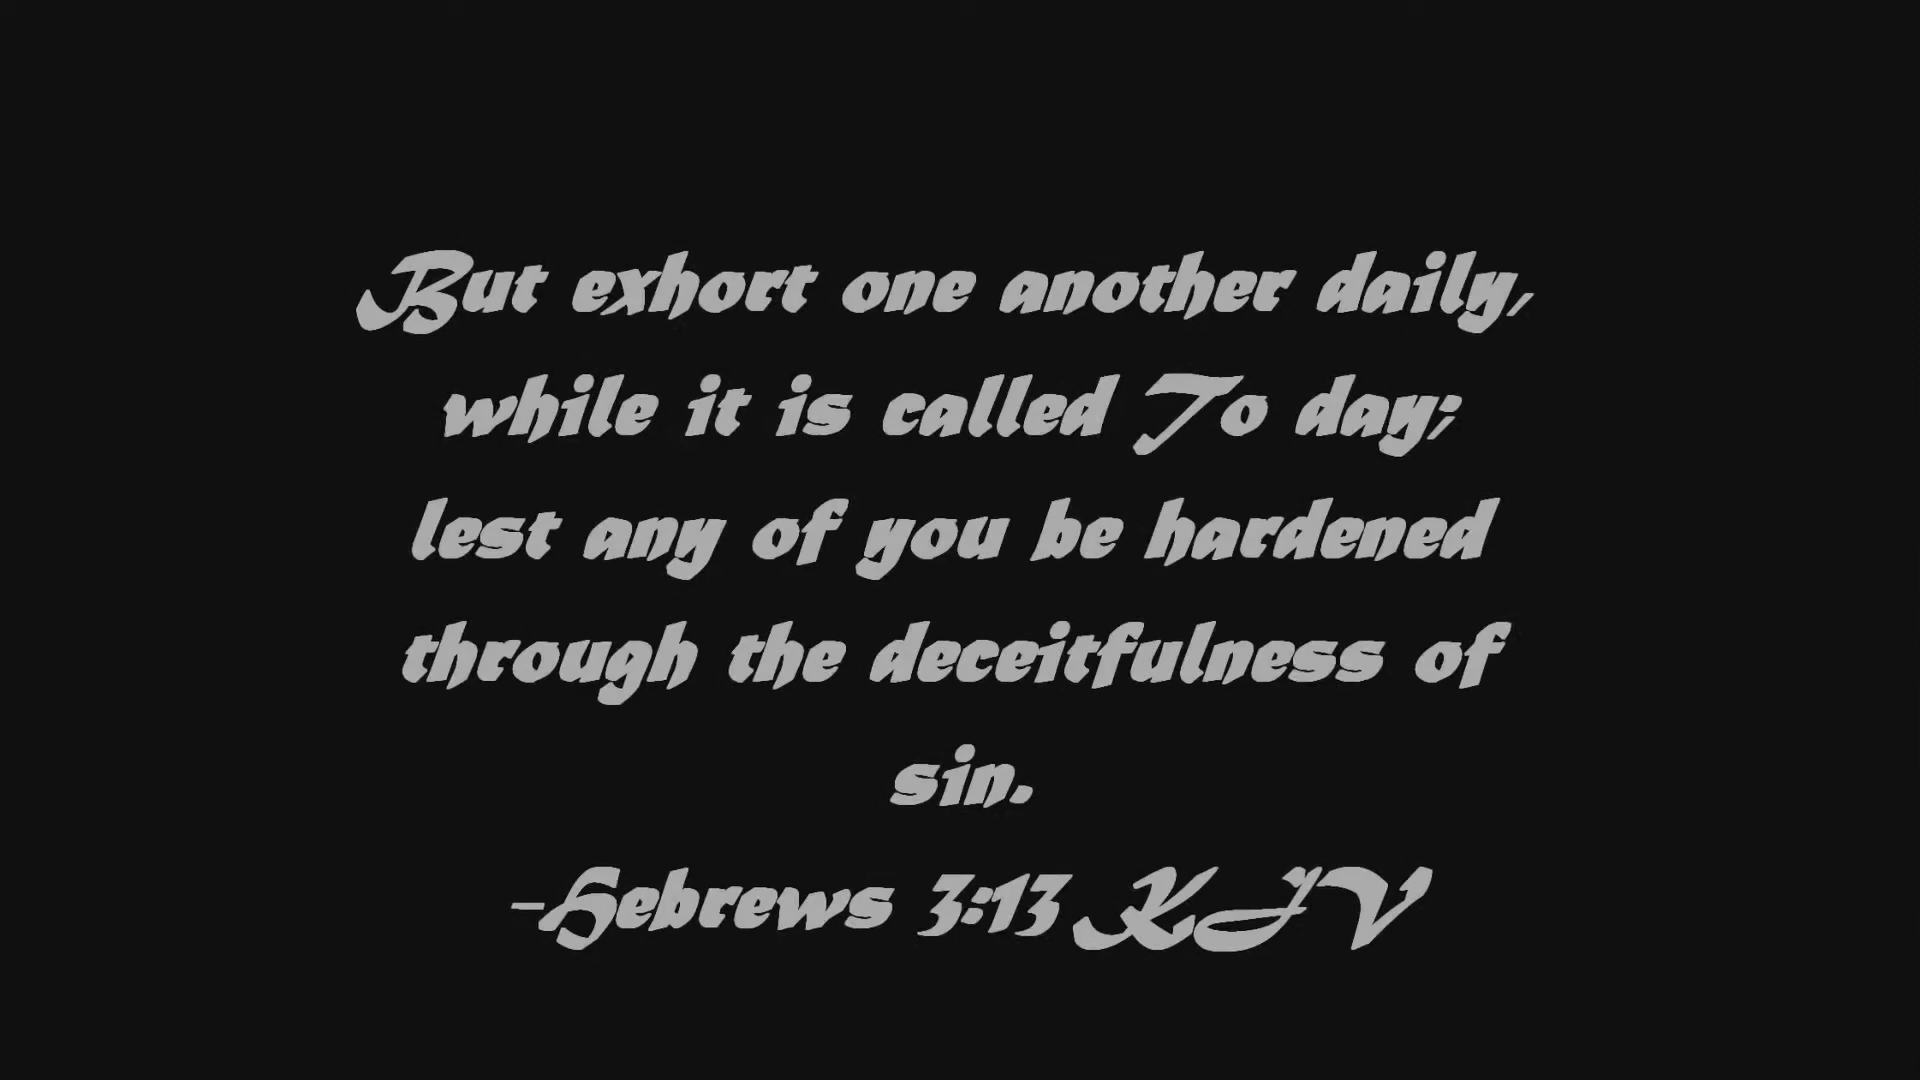 But exhort one another daily,
while it is called To day;
lest any of you be hardened
through the deceitfulness of
sin.
-Hebrews 3:13 KJV